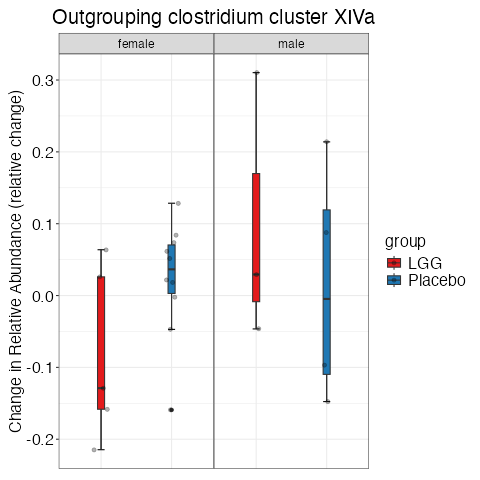 Outgrouping clostridium cluster XIVa
female
male
Change in Relative Abundance (relative change)
0.3
0.2
0.1
0.0
-0.1
-0.2
group
LGG
Placebo